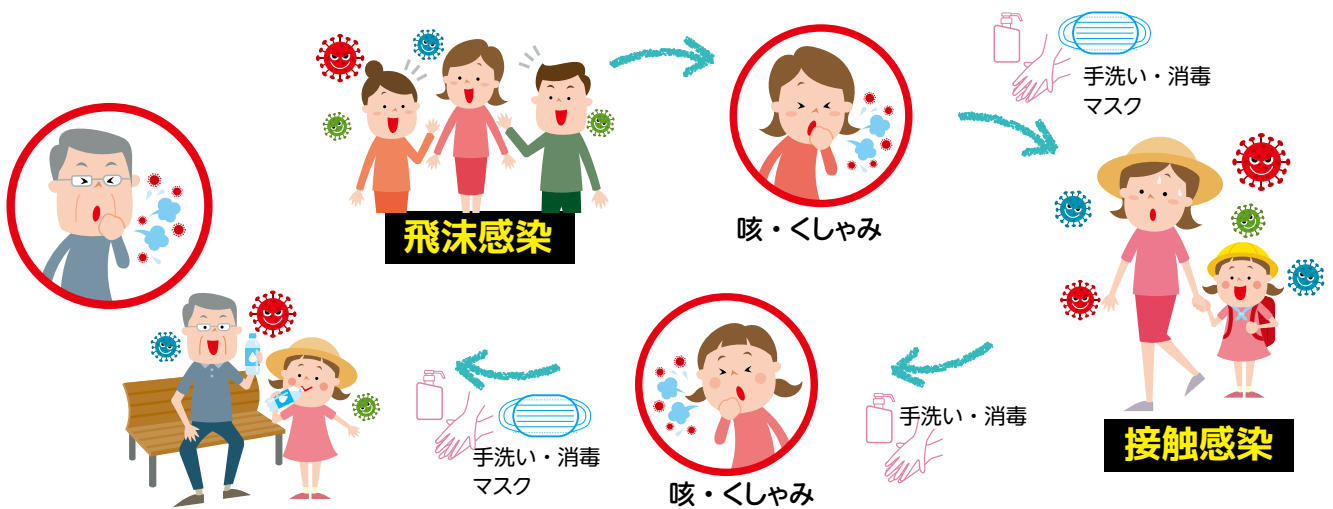 手洗い・消毒
マスク
飛沫感染
咳・くしゃみ
接触感染
手洗い・消毒
咳・くしゃみ
手洗い・消毒
マスク